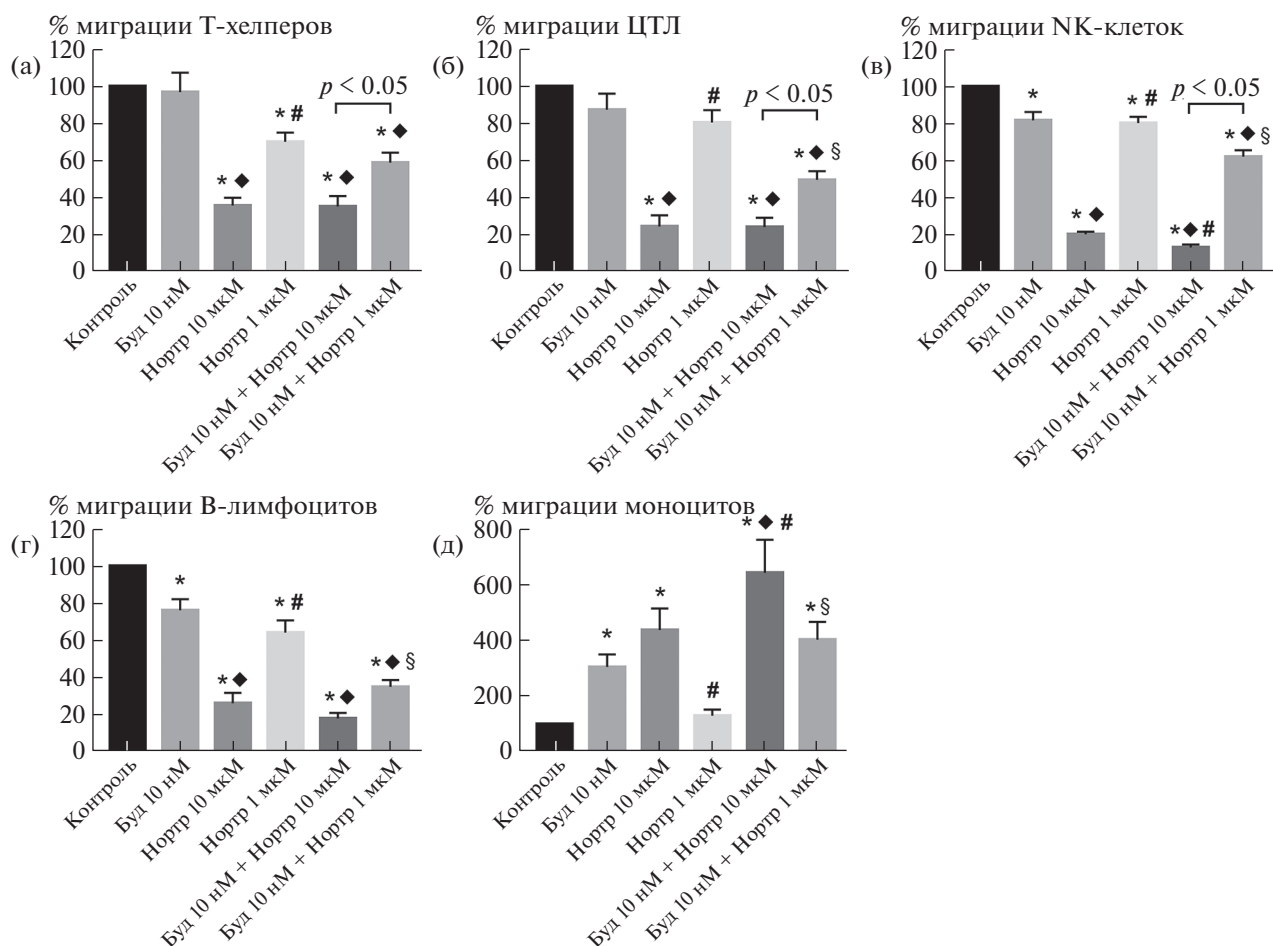 % миграции Т-хелперов
(а)
120
100
80
60
40
20
0
* ◆
* #
* ◆
* ◆
p < 0.05
Контроль
Буд 10 нМ
Нортр 10 мкМ
Нортр 1 мкМ
Буд 10 нМ + Нортр 10 мкМ
Буд 10 нМ + Нортр 1 мкМ
% миграции ЦТЛ
(б)
120
100
80
60
40
20
0
* ◆
#
* ◆
* ◆ §
p < 0.05
Контроль
Буд 10 нМ
Нортр 10 мкМ
Нортр 1 мкМ
Буд 10 нМ + Нортр 10 мкМ
Буд 10 нМ + Нортр 1 мкМ
% миграции NK-клеток
(в)
120
100
80
60
40
20
0
*
* ◆
* #
* ◆ #
* ◆ §
p < 0.05
Контроль
Буд 10 нМ
Нортр 10 мкМ
Нортр 1 мкМ
Буд 10 нМ + Нортр 10 мкМ
Буд 10 нМ + Нортр 1 мкМ
% миграции В-лимфоцитов
(г)
120
100
80
60
40
20
0
*
* ◆
* #
* ◆
* ◆ §
Контроль
Буд 10 нМ
Нортр 10 мкМ
Нортр 1 мкМ
Буд 10 нМ + Нортр 10 мкМ
Буд 10 нМ + Нортр 1 мкМ
% миграции моноцитов
(д)
800
600
400
200
0
*
*
#
* ◆ #
* §
Контроль
Буд 10 нМ
Нортр 10 мкМ
Нортр 1 мкМ
Буд 10 нМ + Нортр 10 мкМ
Буд 10 нМ + Нортр 1 мкМ